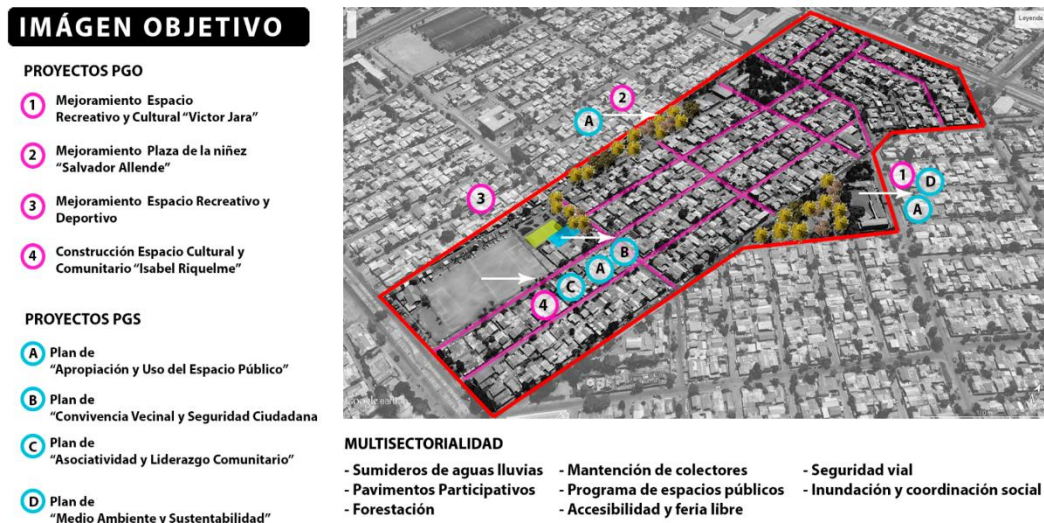 IMÁGEN OBJETIVO
PROYECTOS PGO
1 Mejoramiento Espacio
Recreativo y Cultural "Victor Jara"
2 Mejoramiento Plaza de la niñez
"Salvador Allende"
3 Mejoramiento Espacio Recreativo y
Deportivo
4 Construcción Espacio Cultural y
Comunitario "Isabel Riquelme"
PROYECTOS PGS
A Plan de
"Apropiación y Uso del Espacio Público"
B Plan de
"Convivencia Vecinal y Seguridad Ciudadana
C Plan de
"Asociatividad y Liderazgo Comunitario"
D Plan de
"Medio Ambiente y Sustentabilidad"
Leyenda
2
A
1
D
A
3
B
A
C
4
Google earth
MULTISECTORIALIDAD
- Sumideros de aguas lluvias
- Pavimentos Participativos
- Forestación
- Mantención de colectores
- Programa de espacios públicos
- Accesibilidad y feria libre
- Seguridad vial
- Inundación y coordinación social